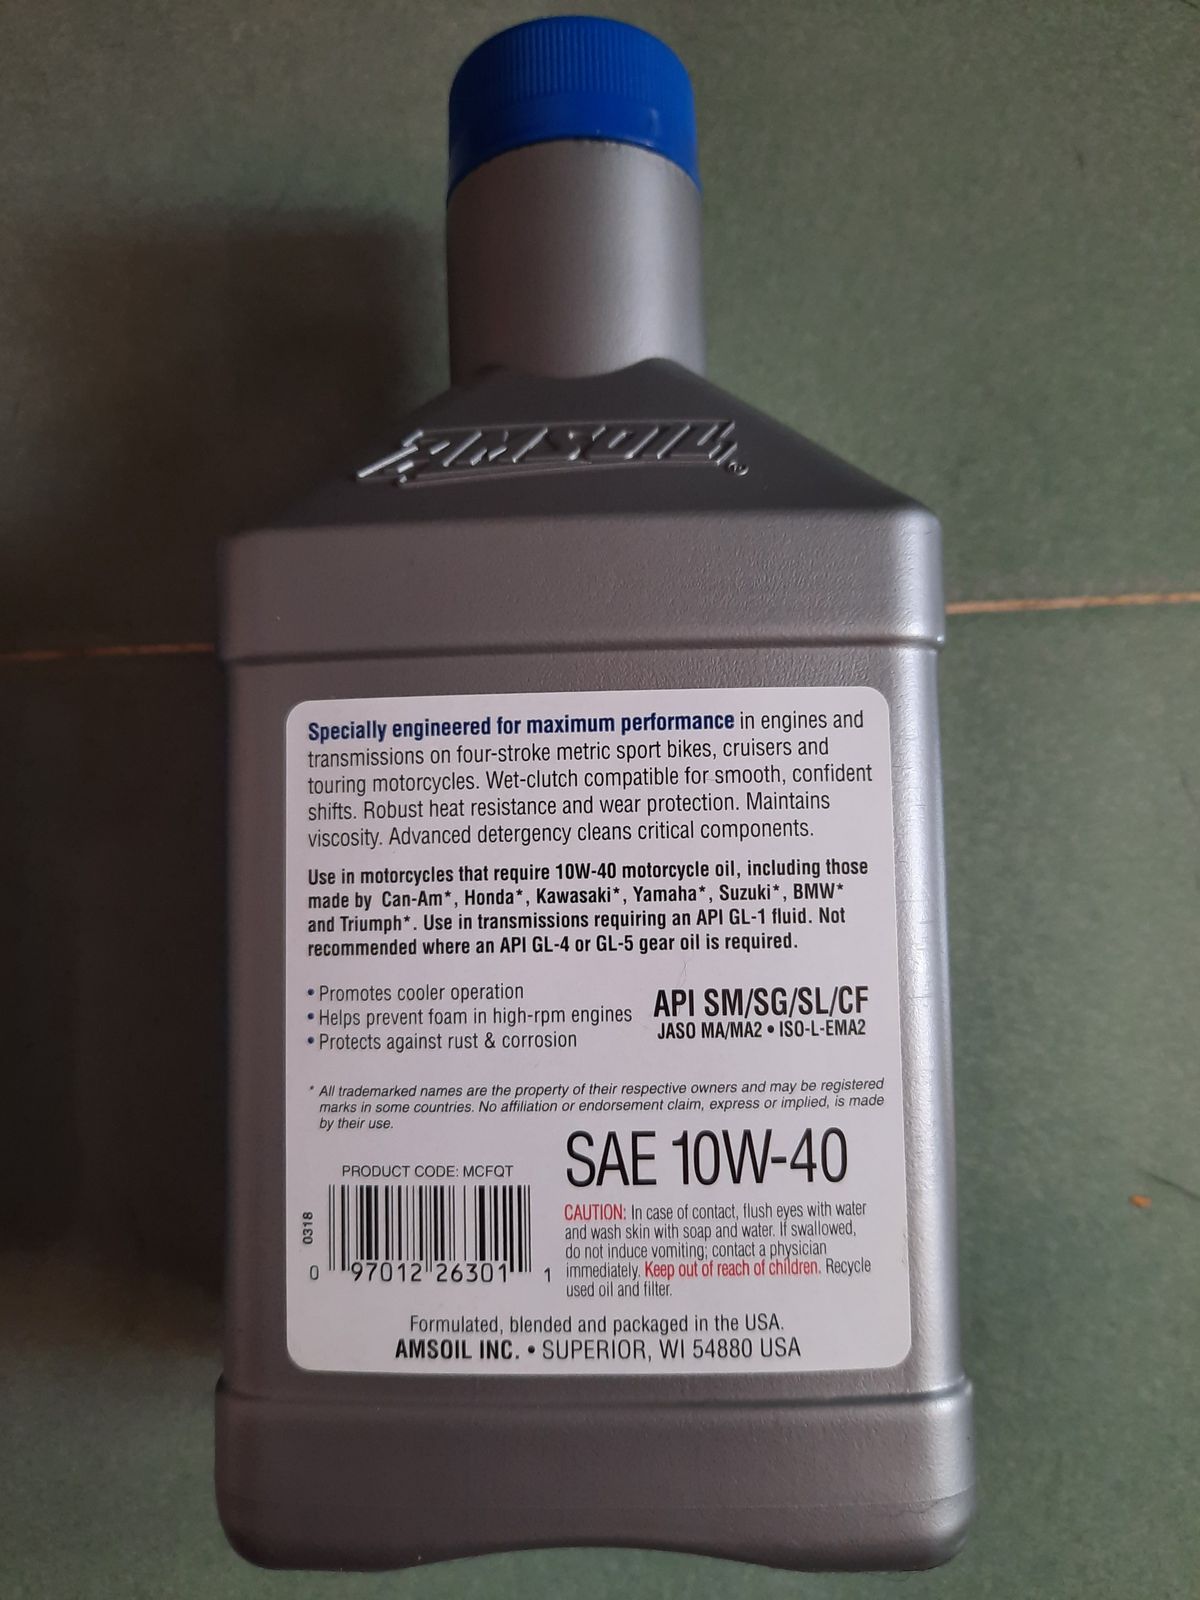 AMSOIL®
Specially engineered for maximum performance in engines and
transmissions on four-stroke metric sport bikes, cruisers and
touring motorcycles. Wet-clutch compatible for smooth, confident
shifts. Robust heat resistance and wear protection. Maintains
viscosity. Advanced detergency cleans critical components.
Use in motorcycles that require 10W-40 motorcycle oil, including those
made by Can-Am*, Honda*, Kawasaki*, Yamaha*, Suzuki*, BMW*
and Triumph*. Use in transmissions requiring an API GL-1 fluid. Not
recommended where an API GL-4 or GL-5 gear oil is required.
• Promotes cooler operation
• Helps prevent foam in high-rpm engines
• Protects against rust & corrosion
API SM/SG/SL/CF
JASO MA/MA2 • ISO-L-EMA2
* All trademarked names are the property of their respective owners and may be registered
marks in some countries. No affiliation or endorsement claim, express or implied, is made
by their use.
SAE 10W-40
PRODUCT CODE: MCFQT
0318
0 97012 26301 1
CAUTION: In case of contact, flush eyes with water
and wash skin with soap and water. If swallowed,
do not induce vomiting; contact a physician
immediately. Keep out of reach of children. Recycle
used oil and filter.
Formulated, blended and packaged in the USA.
AMSOIL INC. • SUPERIOR, WI 54880 USA